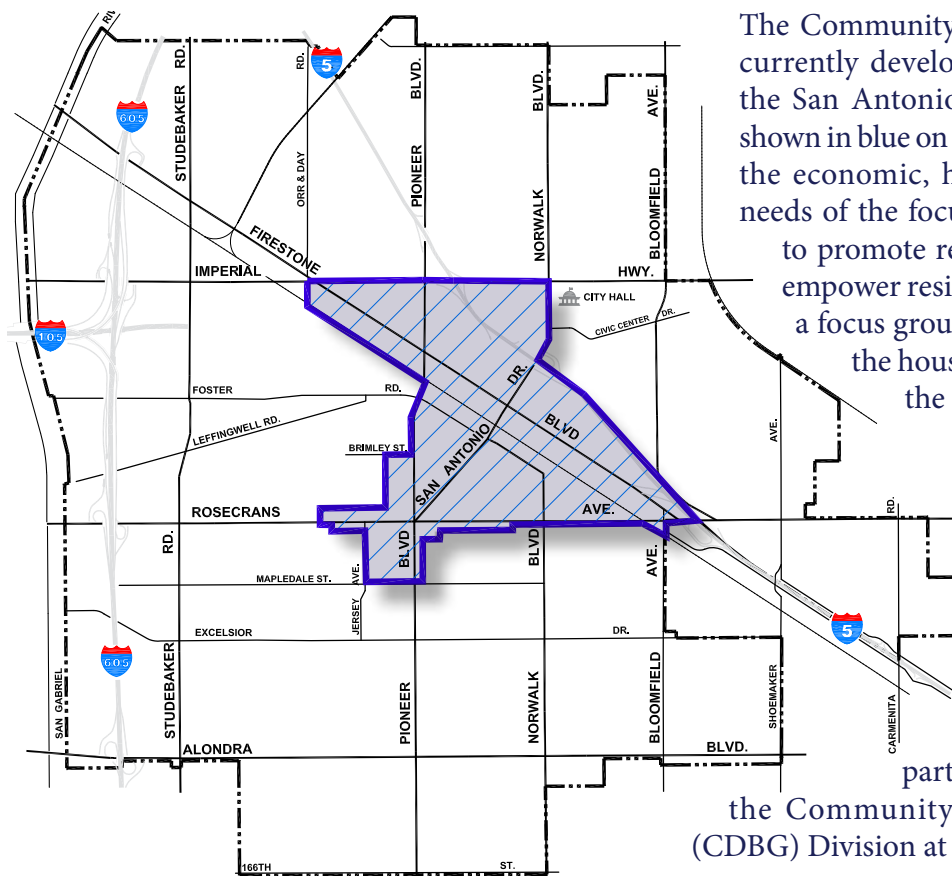 The Community
currently develo
the San Antonio
shown in blue on
the economic, h
needs of the focu
to promote re
empower resi
a focus grou
the hous
the
part
the Community
(CDBG) Division at
RIV
605
STUDEBAKER
RD.
ORR & DAY
RD.
5
PIONEER
BLVD.
NORWALK
BLVD.
BLOOMFIELD
AVE.
FIRESTONE
IMPERIAL
HWY.
CITY HALL
CIVIC CENTER
DR.
105
FOSTER
RD.
LEFFINGWELL RD.
BRIMLEY ST.
SAN ANTONIO
DR.
BLVD
AVE.
ROSECRANS
AVE.
RD.
RD.
BLVD
BLVD
AVE.
MAPLEDALE ST.
AVE.
JERSEY
EXCELSIOR
DR.
5
605
SAN GABRIEL
STUDEBAKER
PIONEER
NORWALK
BLOOMFIELD
SHOEMAKER
CARMENITA
ALONDRA
BLVD.
166TH
ST.